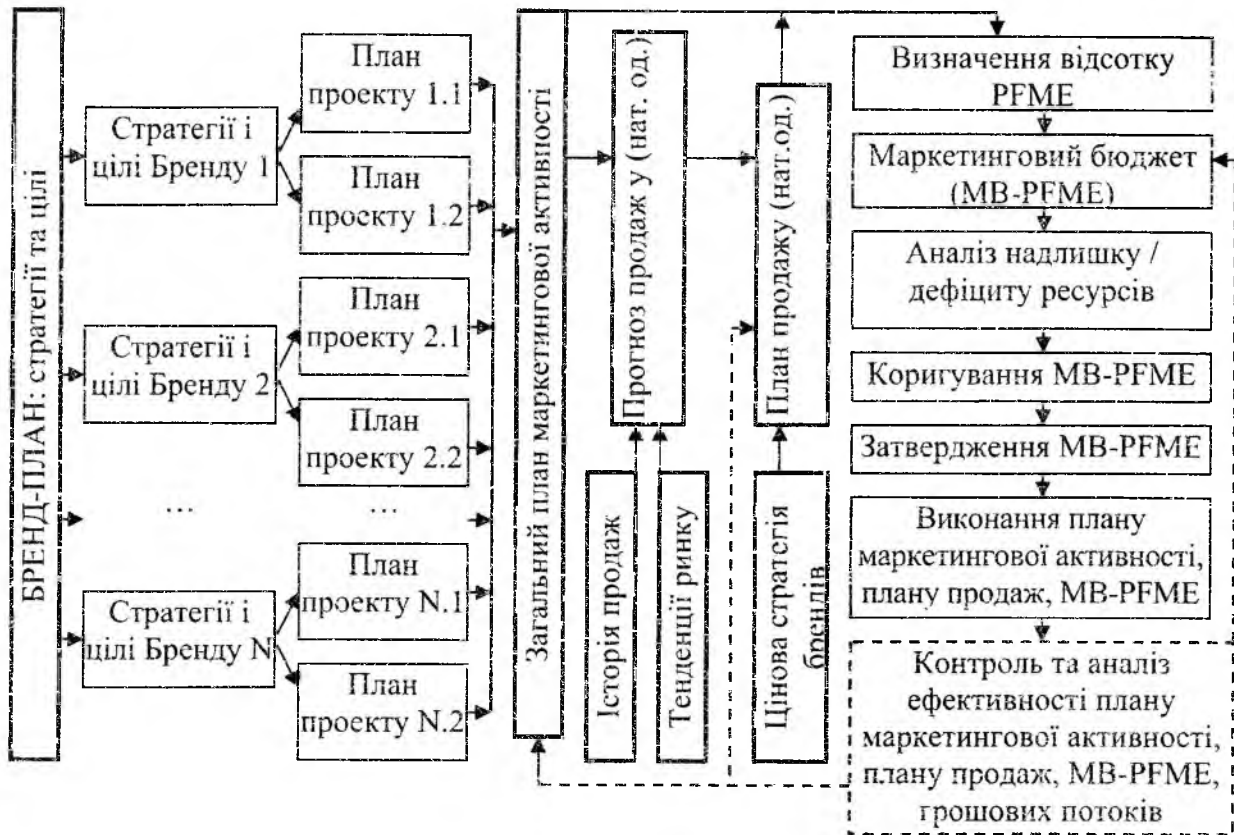 БРЕНД-ПЛАН: стратегії та цілі
Стратегії і
цілі Бренду 1
Стратегії і
цілі Бренду 2
...
Стратегії і
цілі Бренду N
План
проекту 1.1
План
проекту 1.2
План
проекту 2.1
План
проекту 2.2
...
План
проекту N.1
План
проекту N.2
Загальний план маркетингової активності
Прогноз продаж у (нат. од.)
Історія продаж
Тенденції ринку
План продажу (нат.од.)
Цінова стратегія
брендів
Визначення відсотку
PFME
Маркетинговий бюджет
(MB-PFME)
Аналіз надлишку /
дефіциту ресурсів
Коригування MB-PFME
Затвердження MB-PFME
Виконання плану
маркетингової активності,
плану продаж, MB-PFME
Контроль та аналіз
ефективності плану
маркетингової активності,
плану продаж, MB-PFME,
грошових потоків